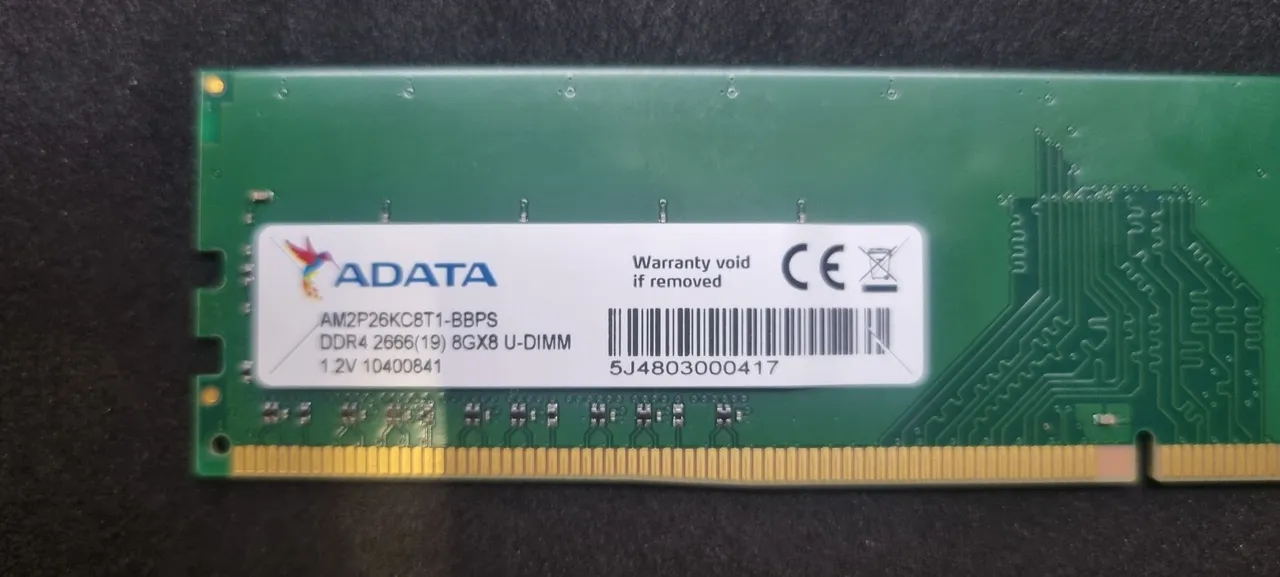 ADATA
Warranty void
if removed
CE
AM2P26KC8T1-BBPS
DDR4 2666(19) 8GX8 U-DIMM
1.2V 10400841
5J4803000417